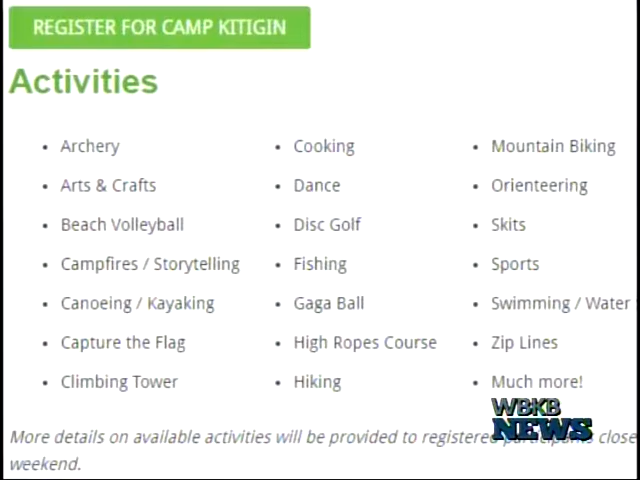 REGISTER FOR CAMP KITIGIN
Activities
• Archery
• Arts & Crafts
• Beach Volleyball
• Campfires / Storytelling
• Canoeing / Kayaking
• Capture the Flag
• Climbing Tower
• Cooking
• Dance
• Disc Golf
• Fishing
• Gaga Ball
• High Ropes Course
• Hiking
• Mountain Biking
• Orienteering
• Skits
• Sports
• Swimming / Water
• Zip Lines
• Much more!
WBKB
NEWS
More details on available activities will be provided to registered participants close
weekend.